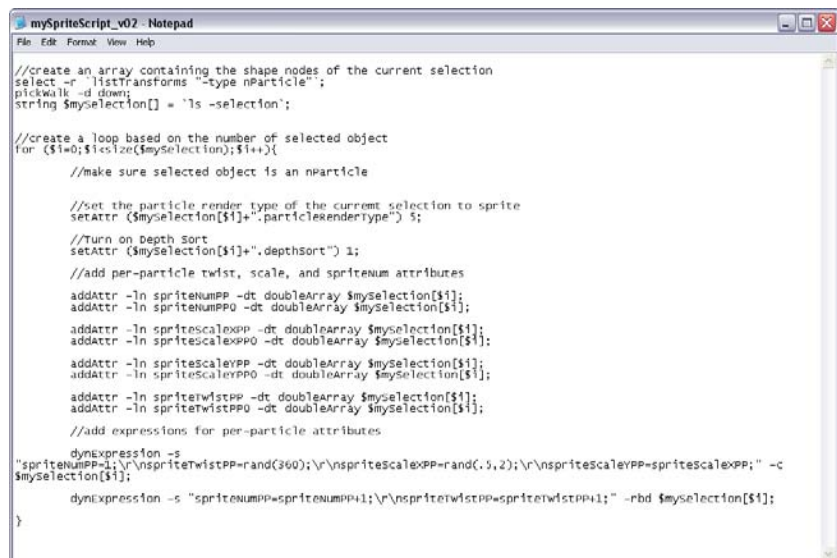 mySpriteScript_v02 - Notepad
File Edit Format View Help
//create an array containing the shape nodes of the current selection
select -r `listTransforms "-type nParticle"`;
pickWalk -d down;
string $mySelection[] = `ls -selection`;
//create a loop based on the number of selected object
for ($i=0;$i<size($mySelection);$i++){
//make sure selected object is an nParticle
//set the particle render type of the curremt selection to sprite
setAttr ($mySelection[$i]+".particleRenderType") 5;
//Turn on Depth Sort
setAttr ($mySelection[$i]+".depthSort") 1;
//add per-particle twist, scale, and spriteNum attributes
addAttr -ln spriteNumPP -dt doubleArray $mySelection[$i];
addAttr -ln spriteNumPP0 -dt doubleArray $mySelection[$i];
addAttr -ln spriteScaleXPP -dt doubleArray $mySelection[$i];
addAttr -ln spriteScaleXPP0 -dt doubleArray $mySelection[$i];
addAttr -ln spriteScaleYPP -dt doubleArray $mySelection[$i];
addAttr -ln spriteScaleYPP0 -dt doubleArray $mySelection[$i];
addAttr -ln spriteTwistPP -dt doubleArray $mySelection[$i];
addAttr -ln spriteTwistPP0 -dt doubleArray $mySelection[$i];
//add expressions for per-particle attributes
dynExpression -s
"spriteNumPP=1;\r\nspriteTwistPP=rand(360);\r\nspriteScaleXPP=rand(.5,2);\r\nspriteScaleYPP=spriteScaleXPP;" -c
$mySelection[$i];
dynExpression -s "spriteNumPP=spriteNumPP+1;\r\nspriteTwistPP=spriteTwistPP+1;" -rbd $mySelection[$i];
}